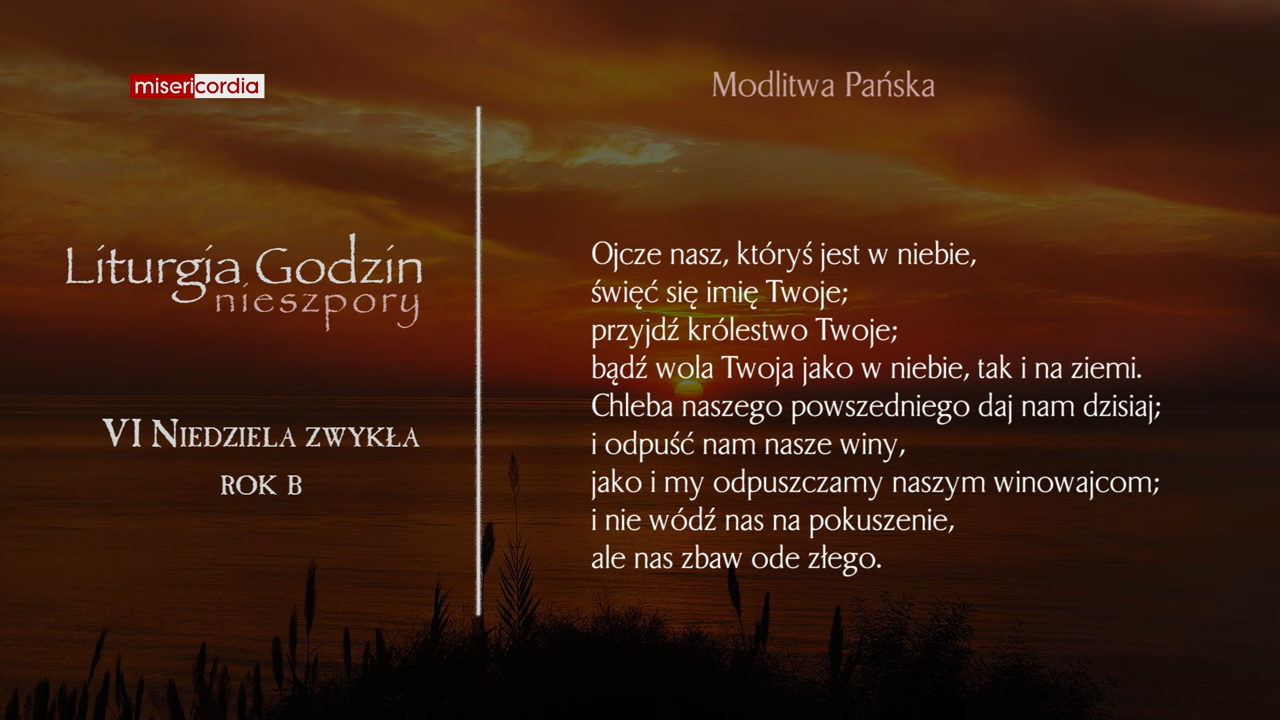 misericordia
Liturgia Godzin
nieszpory
VI Niedziela zwykła
rok B
Modlitwa Pańska
Ojcze nasz, któryś jest w niebie,
święć się imię Twoje;
przyjdź królestwo Twoje;
bądź wola Twoja jako w niebie, tak i na ziemi.
Chleba naszego powszedniego daj nam dzisiaj;
i odpuść nam nasze winy,
jako i my odpuszczamy naszym winowajcom;
i nie wódź nas na pokuszenie,
ale nas zbaw ode złego.